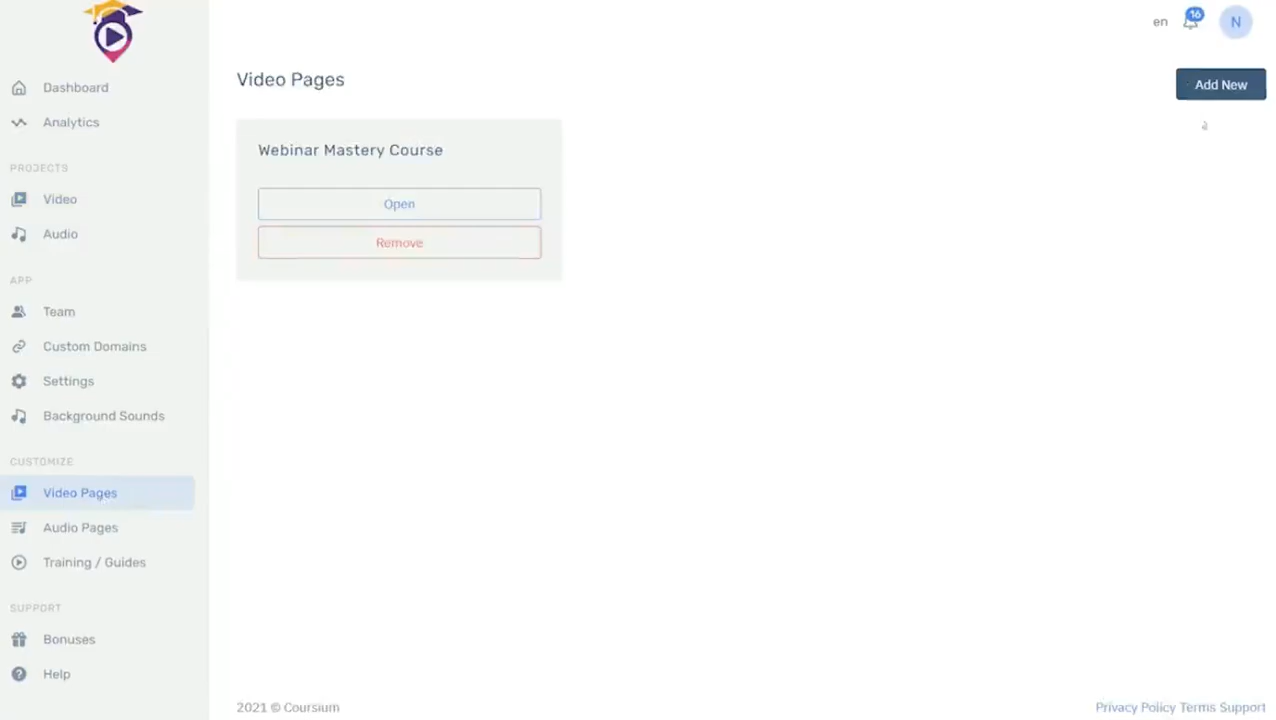 en
16
N
Dashboard
Analytics
PROJECTS
Video
Audio
APP
Team
Custom Domains
Settings
Background Sounds
CUSTOMIZE
Video Pages
Audio Pages
Training / Guides
SUPPORT
Bonuses
Help
Video Pages
Add New
Webinar Mastery Course
Open
Remove
2021 © Coursium
Privacy Policy Terms Support